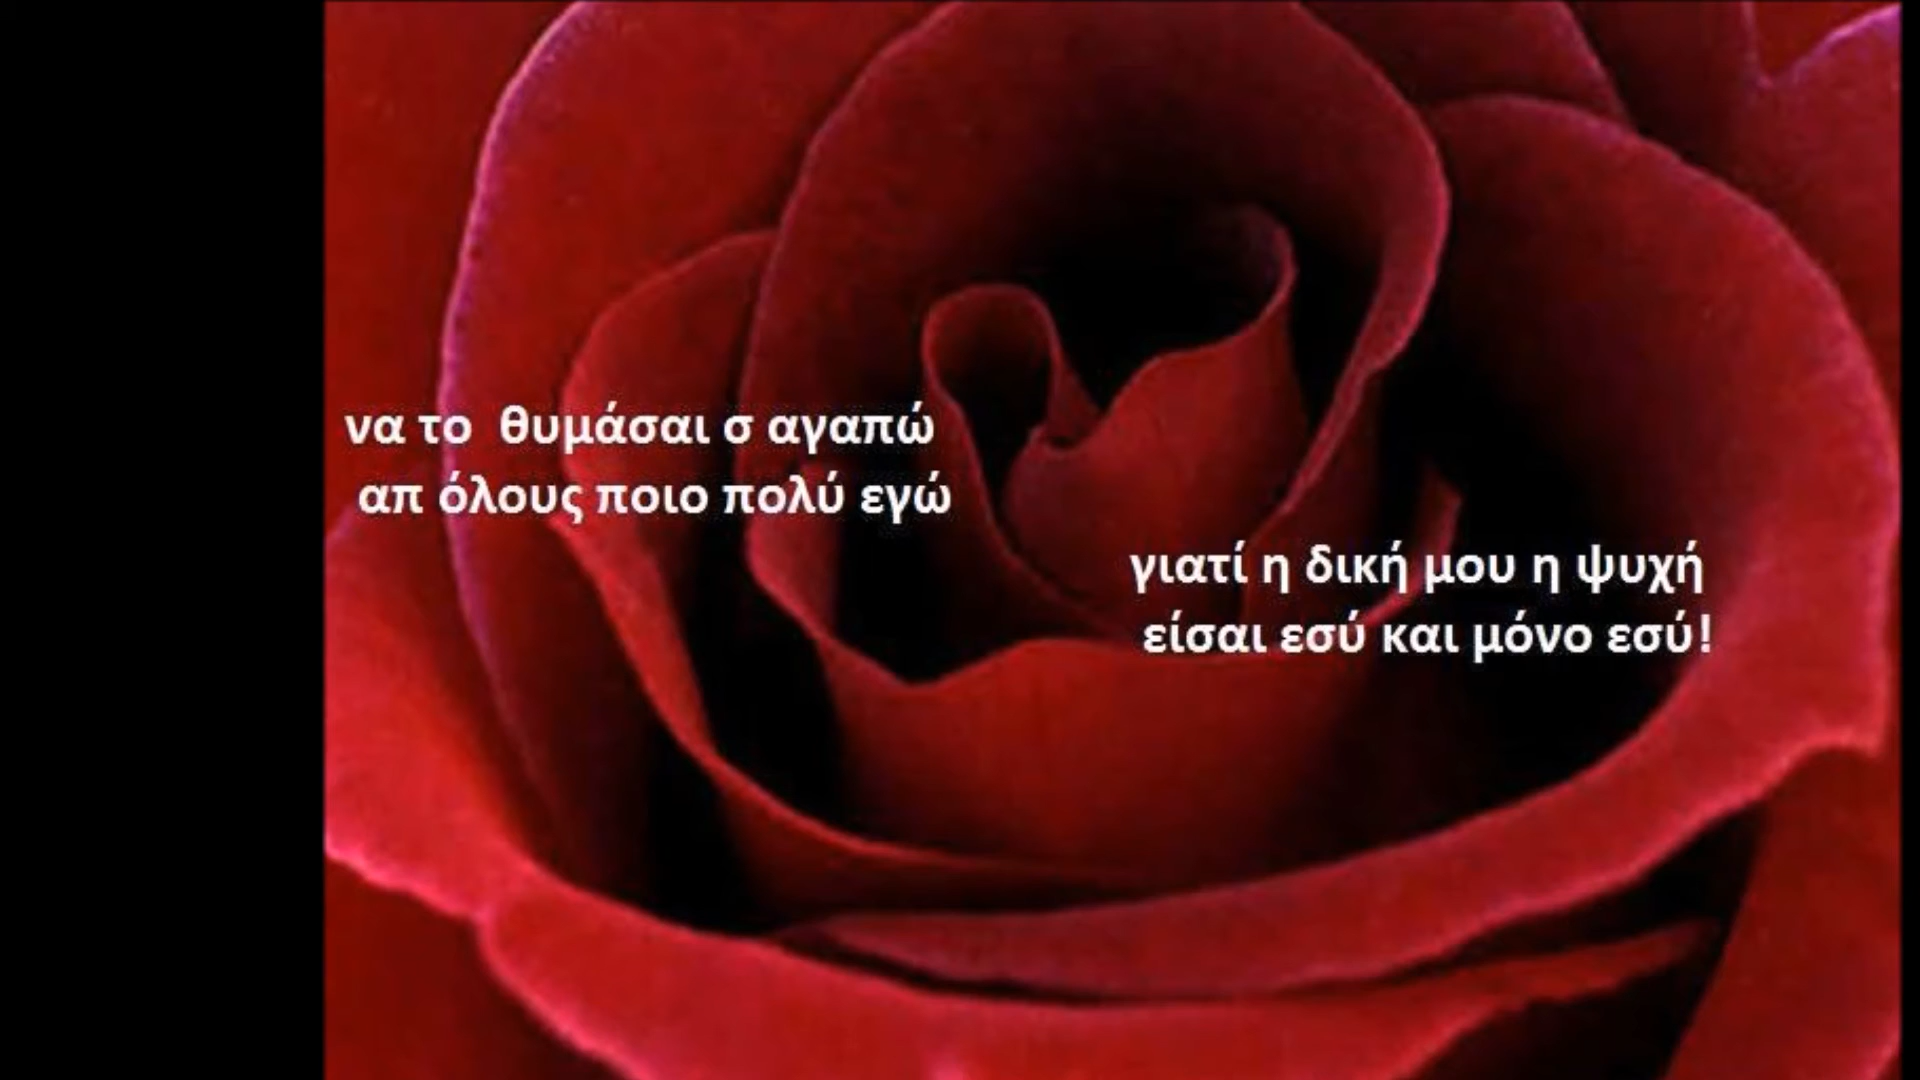 να το θυμάσαι σ αγαπώ
απ όλους ποιο πολύ εγώ
γιατί η δική μου η ψυχή
είσαι εσύ και μόνο εσύ!